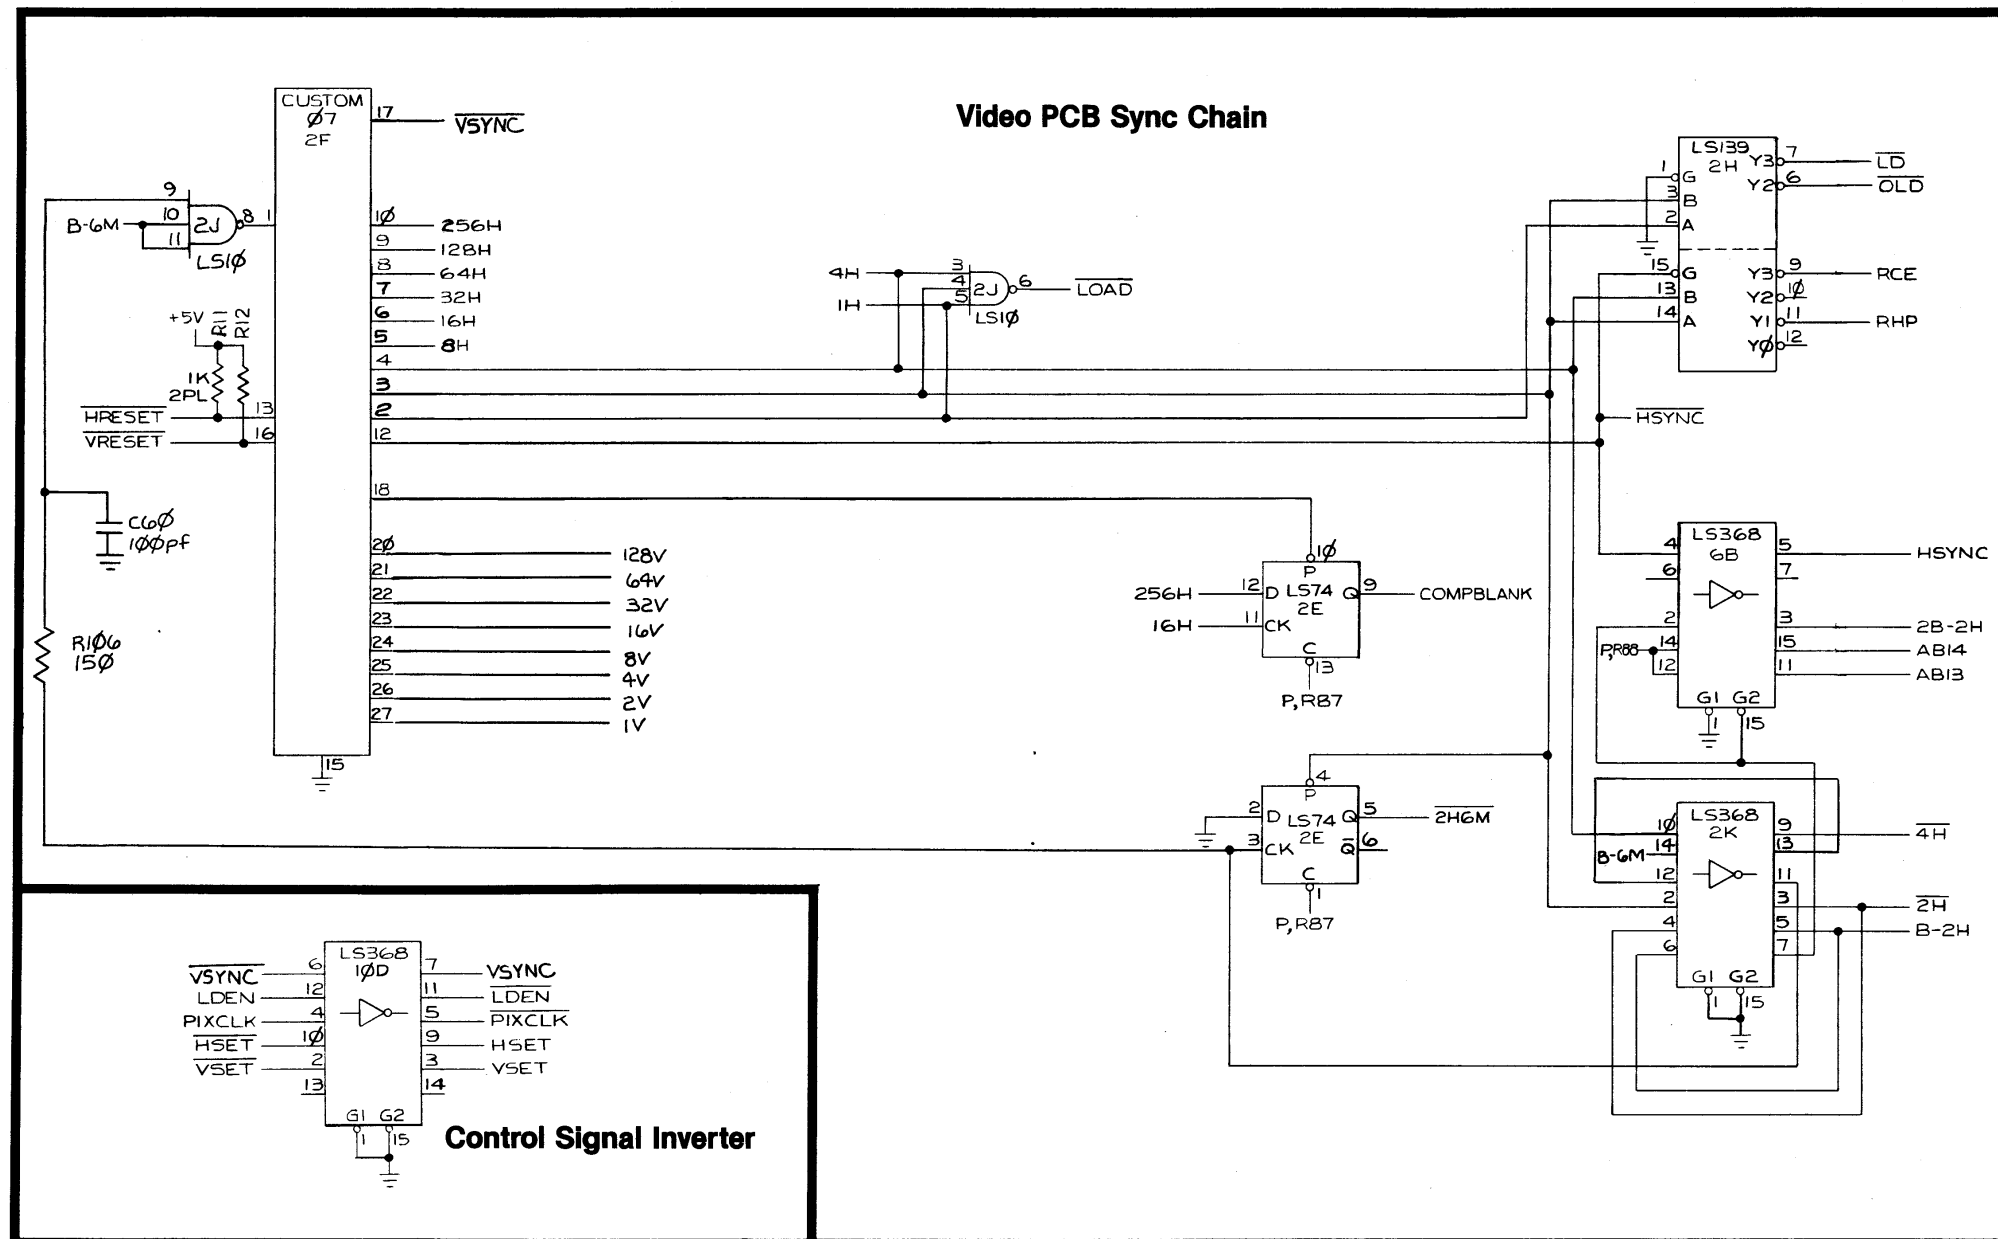 Video PCB Sync Chain
CUSTOM
Ø7
2F
17
VSYNC
9
B-6M
10
11
2J
8
1
LS1Ø
1Ø
256H
9
128H
8
64H
7
32H
6
16H
5
8H
4
3
2
12
+5V
R11
R12
1K
2PL
HRESET
13
VRESET
16
18
C6Ø
1ØØpf
R1Ø6
15Ø
2Ø
128V
21
64V
22
32V
23
16V
24
8V
25
4V
26
2V
27
1V
15
4H
3
4
1H
5
2J
6
LOAD
LS1Ø
LS139
2H
1
G
3
B
2
A
Y3
7
LD
Y2
6
OLD
15
G
13
B
14
A
Y3
9
RCE
Y2
1Ø
Y1
11
RHP
YØ
12
HSYNC
1Ø
P
256H
12
D
LS74
2E
Q
9
COMPBLANK
16H
11
CK
C
13
P,R87
LS368
6B
4
5
HSYNC
6
7
2
3
2B-2H
P,R88
14
15
AB14
12
11
AB13
G1
G2
1
15
4
P
2
D
LS74
2E
Q
5
2H6M
3
CK
Q
6
C
1
P,R87
LS368
2K
1Ø
9
4H
B-6M
14
13
12
11
2
3
2H
4
5
B-2H
6
7
G1
G2
1
15
LS368
1ØD
VSYNC
6
7
VSYNC
LDEN
12
11
LDEN
PIXCLK
4
5
PIXCLK
HSET
1Ø
9
HSET
VSET
2
3
VSET
13
14
G1
G2
1
15
Control Signal Inverter